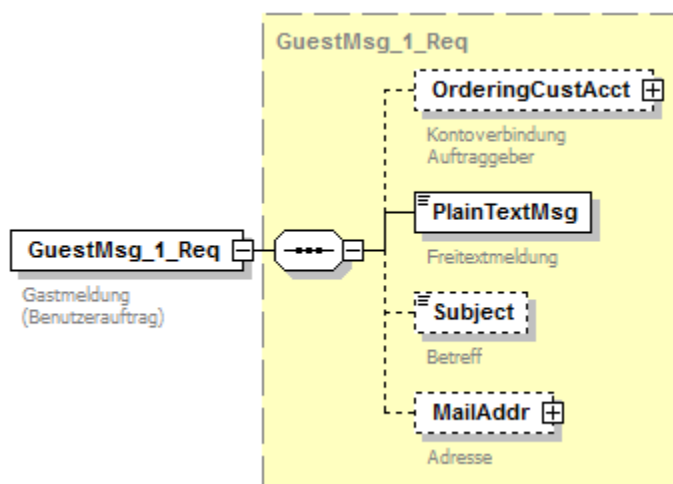 GuestMsg_1_Req
OrderingCustAcct
Kontoverbindung
Auftraggeber
PlainTextMsg
Freitextmeldung
GuestMsg_1_Req
Gastmeldung
(Benutzerauftrag)
Subject
Betreff
MailAddr
Adresse